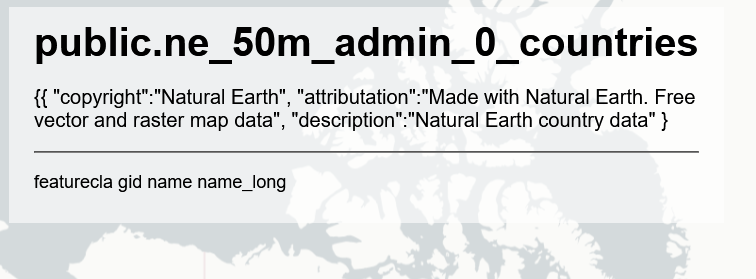 public.ne_50m_admin_0_countries
{{ "copyright":"Natural Earth", "attributation":"Made with Natural Earth. Free
vector and raster map data", "description":"Natural Earth country data" }
featurecla gid name name_long